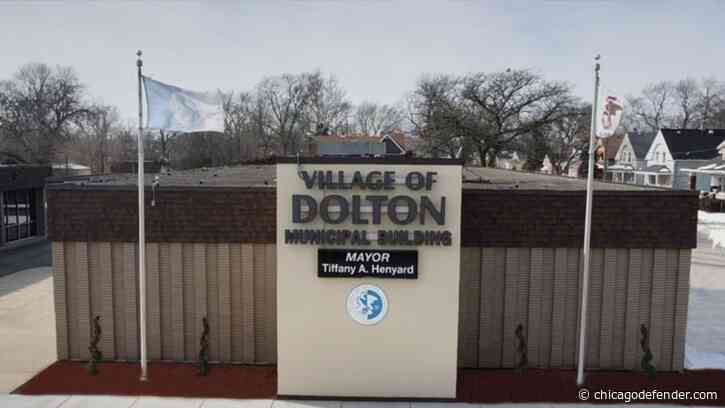 VILLAGE OF
DOLTON
MUNICIPAL BUILDING
MAYOR
Tiffany A. Henyard
chicagodefender.com